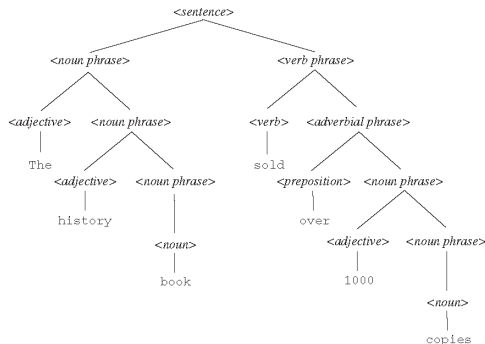 <sentence>
<noun phrase> <verb phrase>
<adjective> <noun phrase> <verb> <adverbial phrase>
The sold
<adjective> <noun phrase> <preposition> <noun phrase>
history over
<noun> <adjective> <noun phrase>
book 1000
<noun>
copies